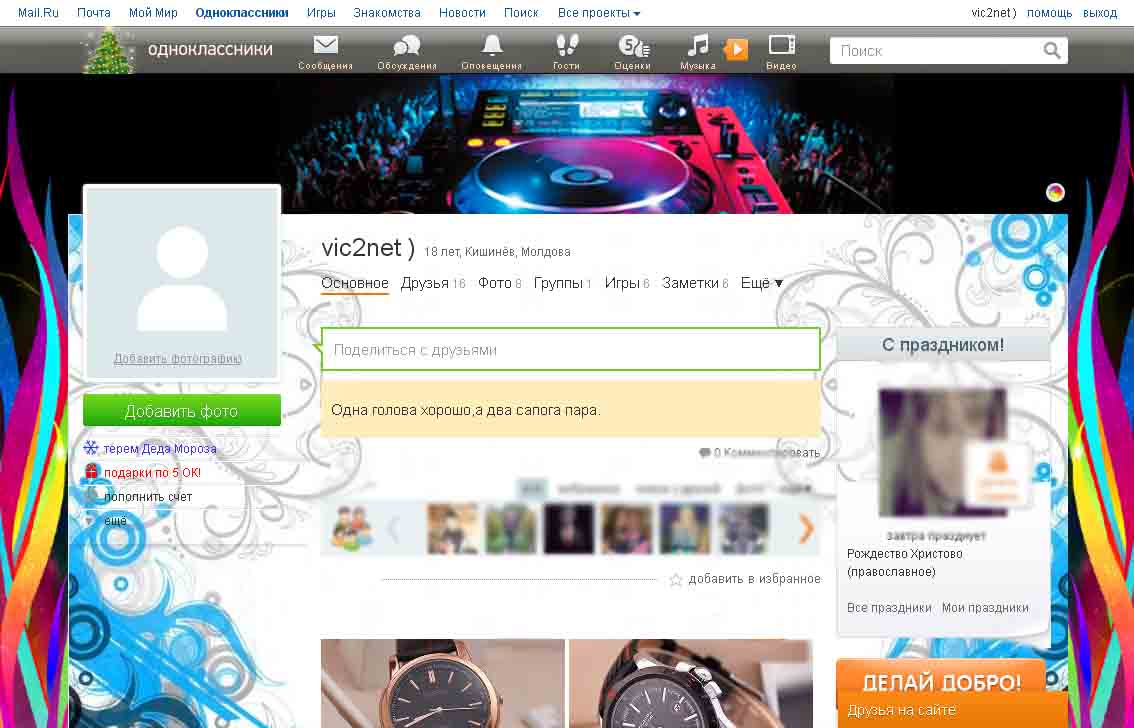 Mail.Ru Почта Мой Мир Одноклассники Игры Знакомства Новости Поиск Все проекты vic2net ) помощь выход
одноклассники
Сообщения Обсуждения Оповещения Гости Оценки Музыка Видео
5
Поиск
vic2net ) 18 лет, Кишинёв, Молдова
Основное Друзья 16 Фото 8 Группы 1 Игры 6 Заметки 6 Ещё
Добавить фотографию
Добавить фото
терем Деда Мороза
подарки по 5 ОК!
пополнить счет
ещё
Поделиться с друзьями
Одна голова хорошо,а два сапога пара.
0 Комментировать
добавить в избранное
С праздником!
завтра празднует
Рождество Христово
(православное)
Все праздники Мои праздники
ДЕЛАЙ ДОБРО!
Друзья на сайте